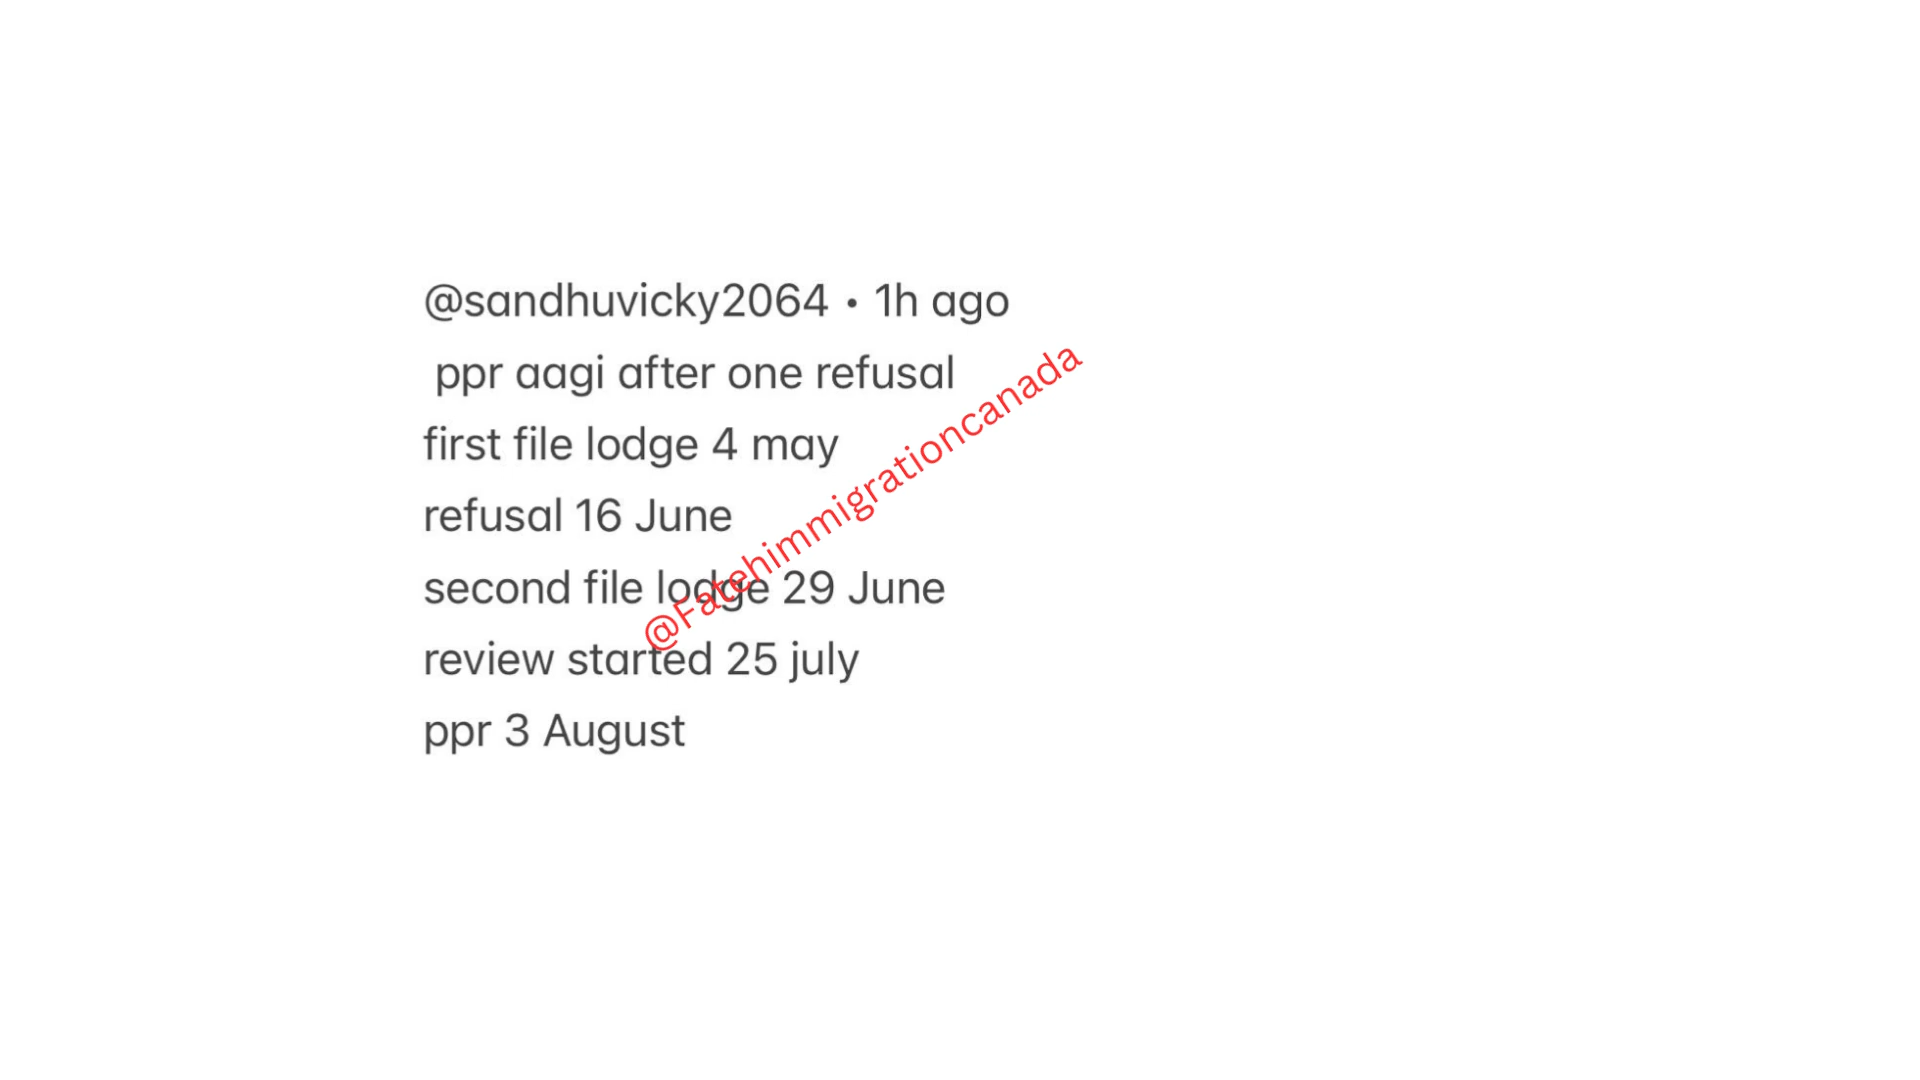 @sandhuvicky2064 • 1h ago
ppr aagi after one refusal
first file lodge 4 may
refusal 16 June
second file lodge 29 June
review started 25 july
ppr 3 August
@Fatehimmigrationcanada